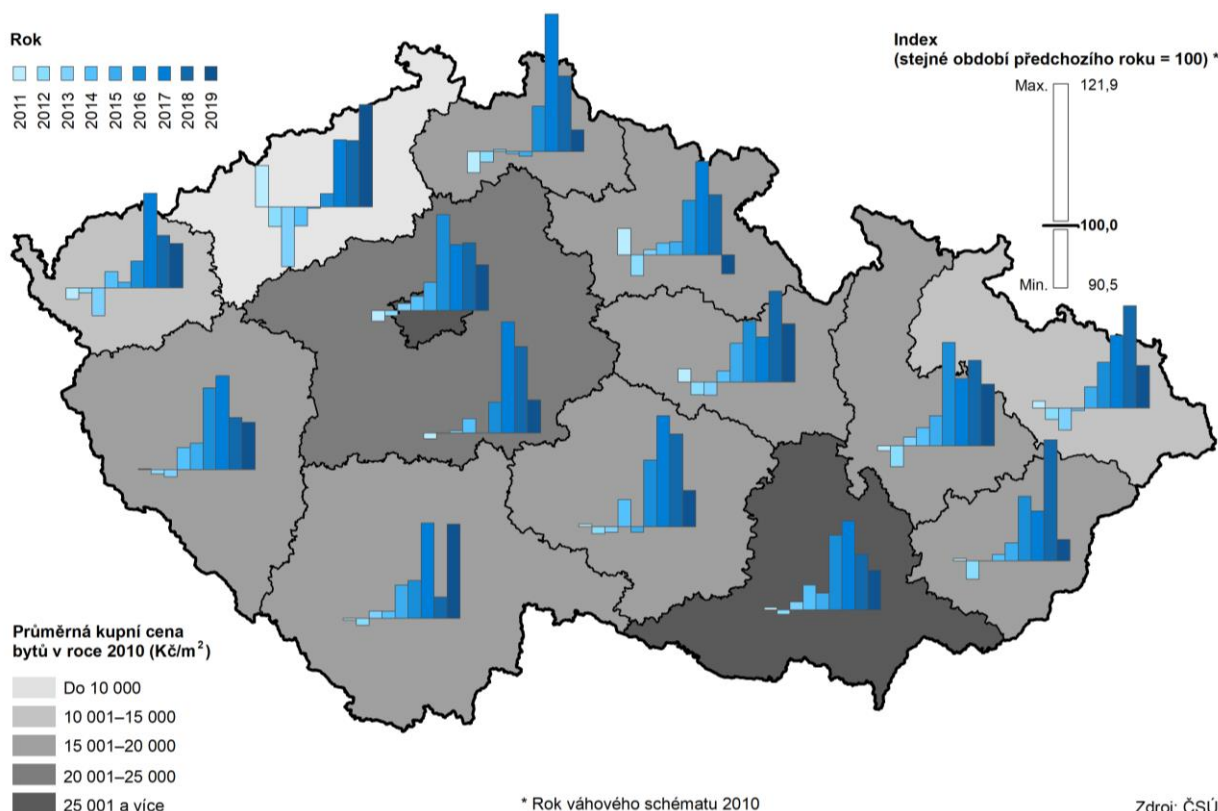 Rok
2011
2012
2013
2014
2015
2016
2017
2018
2019
Index
(stejné období předchozího roku = 100) *
Max.
121,9
100,0
Min.
90,5
Průměrná kupní cena
bytů v roce 2010 (Kč/m²)
Do 10 000
10 001–15 000
15 001–20 000
20 001–25 000
25 001 a více
* Rok váhového schématu 2010
Zdroj: ČSÚ